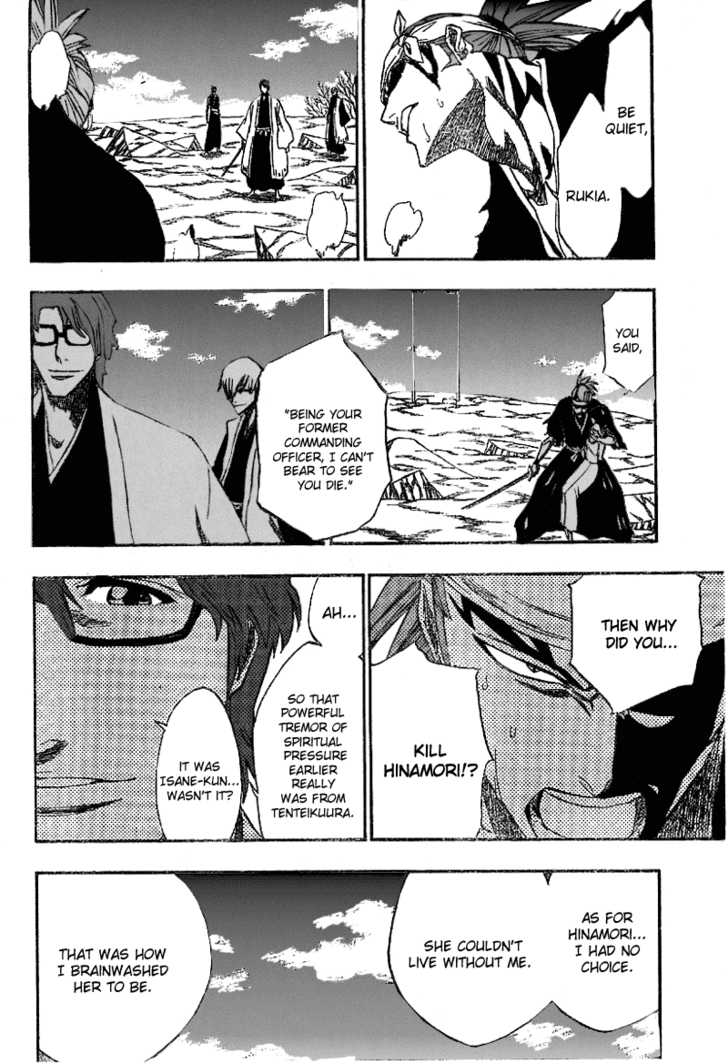 BE
QUIET,
RUKIA.
YOU
SAID,
"BEING YOUR
FORMER
COMMANDING
OFFICER, I CAN'T
BEAR TO SEE
YOU DIE."
THEN WHY
DID YOU...
KILL
HINAMORI!?
AH...
SO THAT
POWERFUL
TREMOR OF
SPIRITUAL
PRESSURE
EARLIER
REALLY
WAS FROM
TENTEIKUURA.
IT WAS
ISANE-KUN...
WASN'T IT?
AS FOR
HINAMORI...
I HAD NO
CHOICE.
SHE COULDN'T
LIVE WITHOUT ME.
THAT WAS HOW
I BRAINWASHED
HER TO BE.